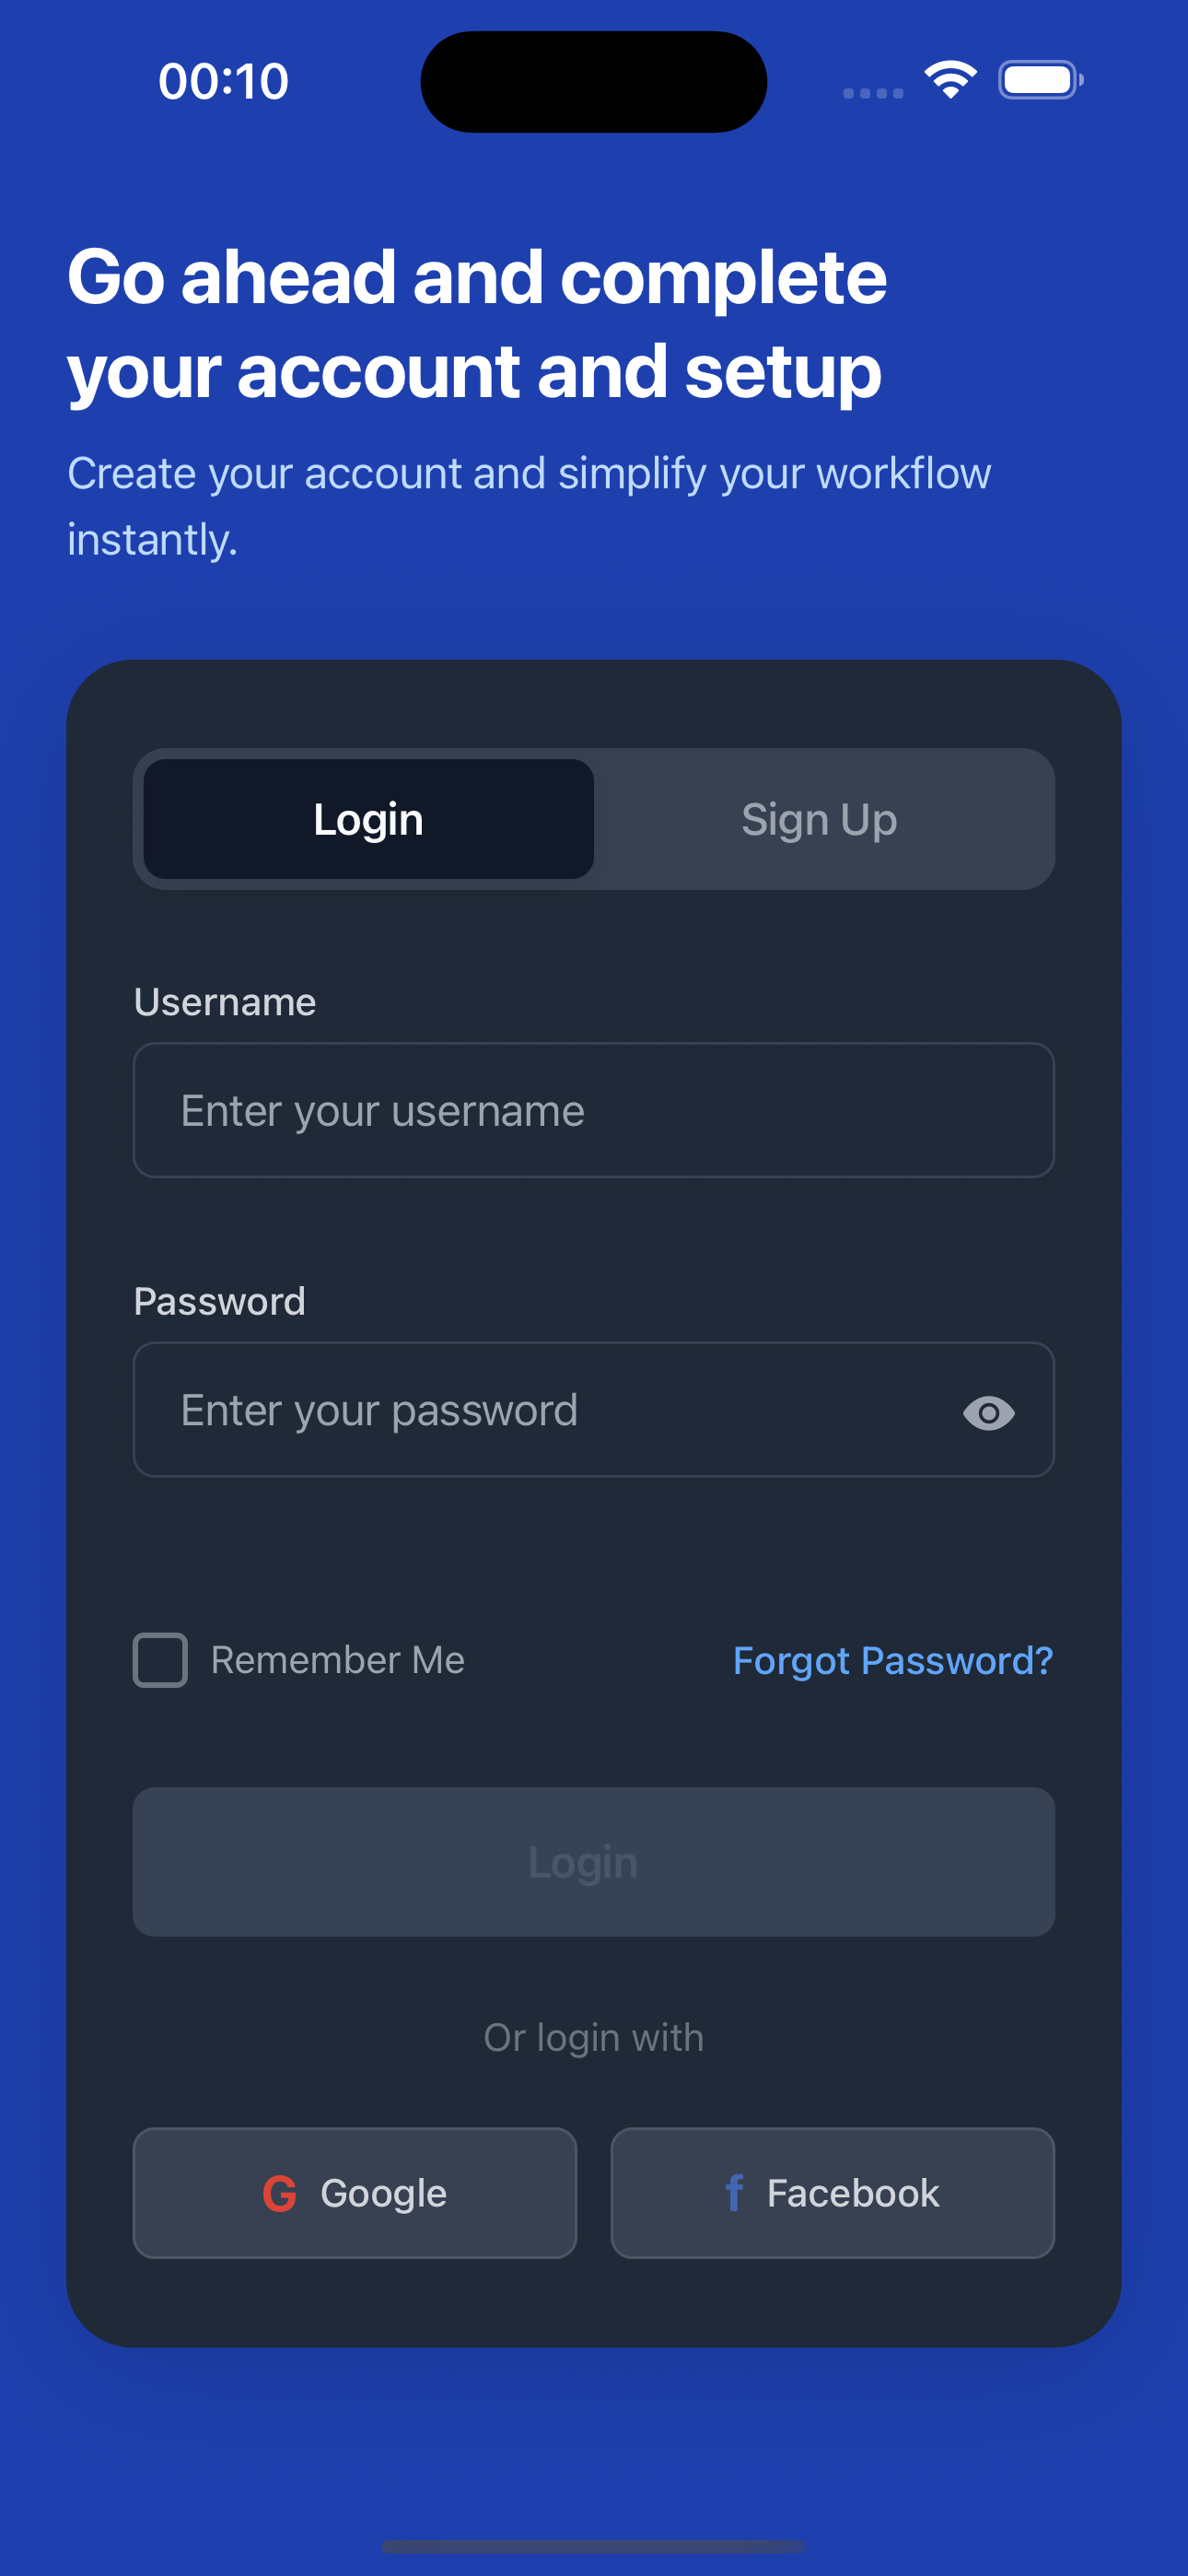 00:10
Go ahead and complete
your account and setup
Create your account and simplify your workflow
instantly.
Login
Sign Up
Username
Enter your username
Password
Enter your password
Remember Me
Forgot Password?
Login
Or login with
G Google
f Facebook